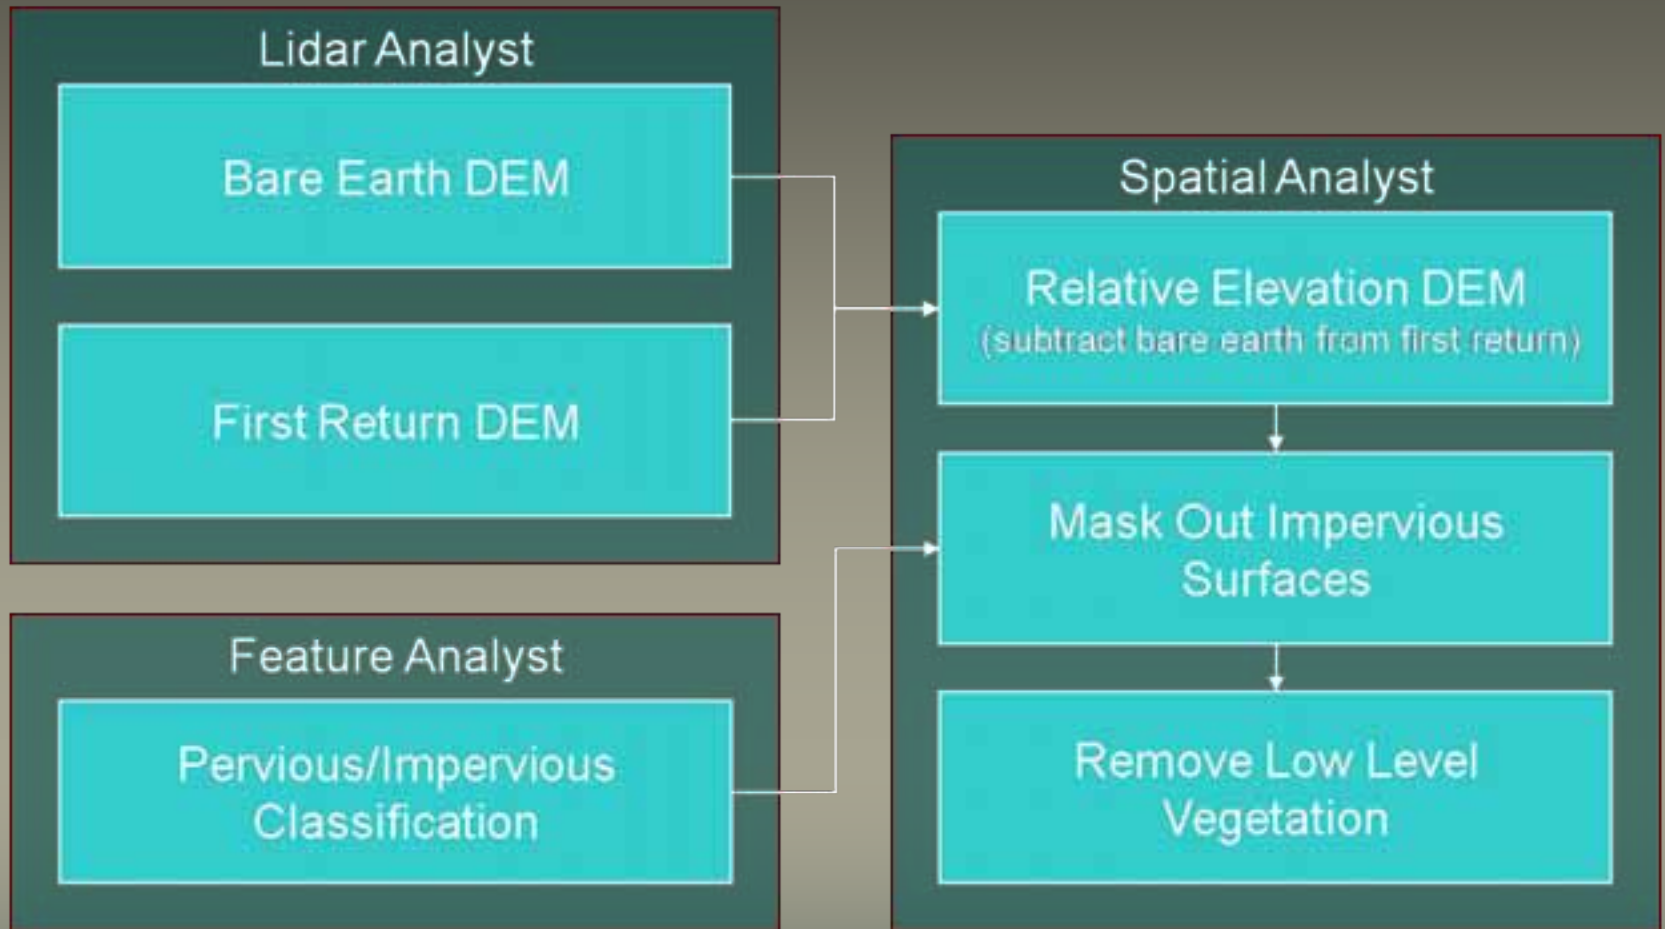 Lidar Analyst
Bare Earth DEM
First Return DEM
Feature Analyst
Pervious/Impervious
Classification
Spatial Analyst
Relative Elevation DEM
(subtract bare earth from first return)
Mask Out Impervious
Surfaces
Remove Low Level
Vegetation